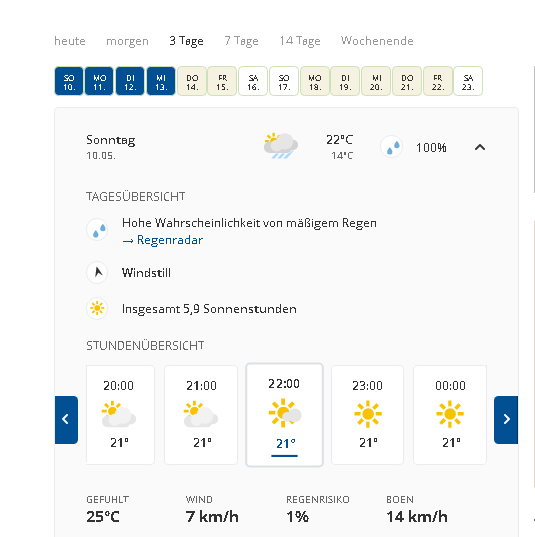 heute morgen 3 Tage 7 Tage 14 Tage Wochenende
SO MO DI MI DO FR SA SO MO DI MI DO FR SA
10. 11. 12. 13. 14. 15. 16. 17. 18. 19. 20. 21. 22. 23.
Sonntag 22°C 100%
10.05. 14°C
TAGESÜBERSICHT
Hohe Wahrscheinlichkeit von mäßigem Regen
→ Regenradar
Windstill
Insgesamt 5,9 Sonnenstunden
STUNDENÜBERSICHT
20:00 21:00 22:00 23:00 00:00
21° 21° 21° 21° 21°
GEFÜHLT WIND REGENRISIKO BÖEN
25°C 7 km/h 1% 14 km/h